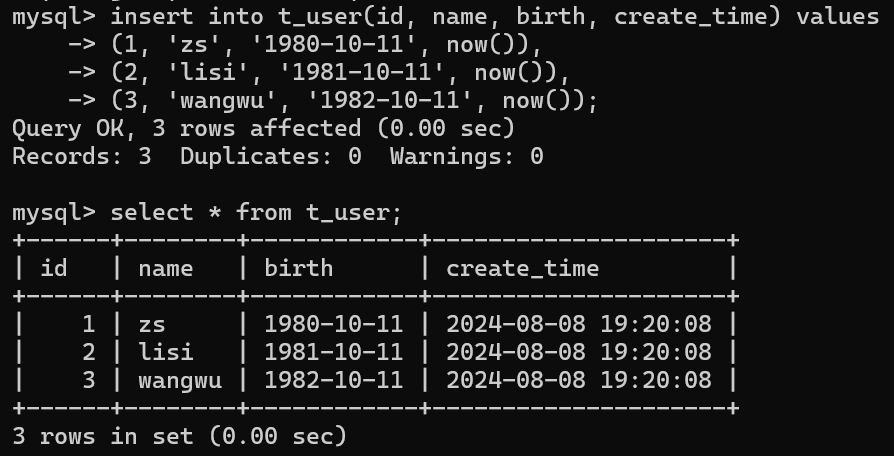 mysql> insert into t_user(id, name, birth, create_time) values
    -> (1, 'zs', '1980-10-11', now()),
    -> (2, 'lisi', '1981-10-11', now()),
    -> (3, 'wangwu', '1982-10-11', now());
Query OK, 3 rows affected (0.00 sec)
Records: 3  Duplicates: 0  Warnings: 0

mysql> select * from t_user;
+------+--------+------------+---------------------+
| id   | name   | birth      | create_time         |
+------+--------+------------+---------------------+
|    1 | zs     | 1980-10-11 | 2024-08-08 19:20:08 |
|    2 | lisi   | 1981-10-11 | 2024-08-08 19:20:08 |
|    3 | wangwu | 1982-10-11 | 2024-08-08 19:20:08 |
+------+--------+------------+---------------------+
3 rows in set (0.00 sec)